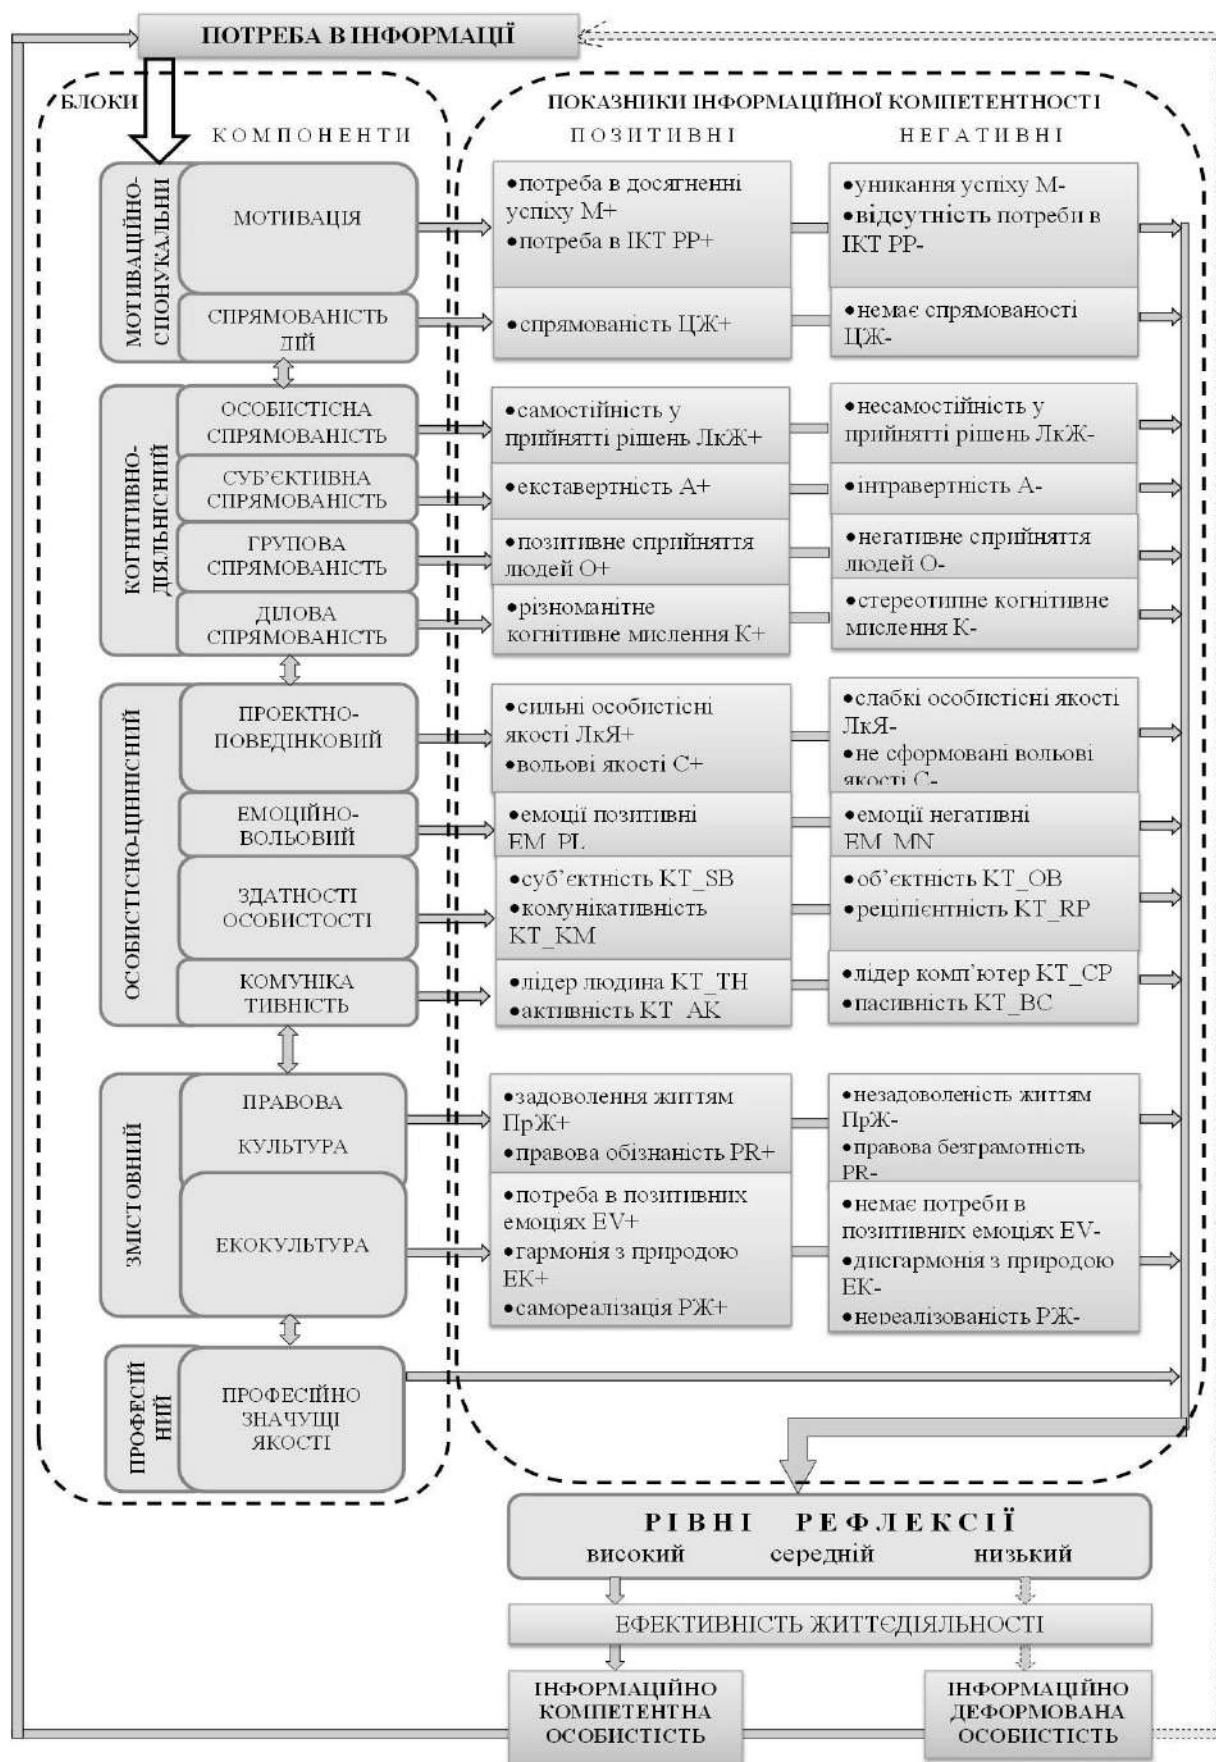 ПОТРЕБА В ІНФОРМАЦІЇ
БЛОКИ
КОМПОНЕНТИ
ПОКАЗНИКИ ІНФОРМАЦІЙНОЇ КОМПЕТЕНТНОСТІ
ПОЗИТИВНІ
НЕГАТИВНІ
МОТИВАЦІЙНО-
СПОНУКАЛЬНИ
МОТИВАЦІЯ
•потреба в досягненні
успіху М+
•потреба в ІКТ РР+
•уникання успіху М-
•відсутність потреби в
ІКТ РР-
СПРЯМОВАНІСТЬ
ДІЙ
•спрямованість ЦЖ+
•немає спрямованості
ЦЖ-
КОГНІТИВНО-
ДІЯЛЬНІСНИЙ
ОСОБИСТІСНА
СПРЯМОВАНІСТЬ
•самостійність у
прийнятті рішень ЛкЖ+
•несамостійність у
прийнятті рішень ЛкЖ-
СУБ’ЄКТИВНА
СПРЯМОВАНІСТЬ
•екставертність А+
•інтравертність А-
ГРУПОВА
СПРЯМОВАНІСТЬ
•позитивне сприйняття
людей О+
•негативне сприйняття
людей О-
ДІЛОВА
СПРЯМОВАНІСТЬ
•різноманітне
когнітивне мислення К+
•стереотипне когнітивне
мислення К-
ОСОБИСТІСНО-ЦІННІСНИЙ
ПРОЕКТНО-
ПОВЕДІНКОВИЙ
•сильні особистісні
якості ЛкЯ+
•вольові якості С+
•слабкі особистісні якості
ЛкЯ-
•не сформовані вольові
якості С-
ЕМОЦІЙНО-
ВОЛЬОВИЙ
•емоції позитивні
EM_PL
•емоції негативні
EM_MN
ЗДАТНОСТІ
ОСОБИСТОСТІ
•суб’єктність KT_SB
•комунікативність
KT_KM
•об’єктність KT_OB
•реціпієнтність KT_RP
КОМУНІКА
ТИВНІСТЬ
•лідер людина KT_TH
•активність KT_AK
•лідер комп’ютер KT_CP
•пасивність KT_BC
ЗМІСТОВНИЙ
ПРАВОВА
КУЛЬТУРА
•задоволення життям
ПрЖ+
•правова обізнаність PR+
•незадоволеність життям
ПрЖ-
•правова безграмотність
PR-
ЕКОКУЛЬТУРА
•потреба в позитивних
емоціях EV+
•гармонія з природою
ЕК+
•самореалізація РЖ+
•немає потреби в
позитивних емоціях EV-
•дисгармонія з природою
ЕК-
•нереалізованість РЖ-
ПРОФЕСІЙ
НИЙ
ПРОФЕСІЙНО
ЗНАЧУЩІ
ЯКОСТІ
РІВНІ РЕФЛЕКСІЇ
високий середній низький
ЕФЕКТИВНІСТЬ ЖИТТЄДІЯЛЬНОСТІ
ІНФОРМАЦІЙНО
КОМПЕТЕНТНА
ОСОБИСТІСТЬ
ІНФОРМАЦІЙНО
ДЕФОРМОВАНА
ОСОБИСТІСТЬ